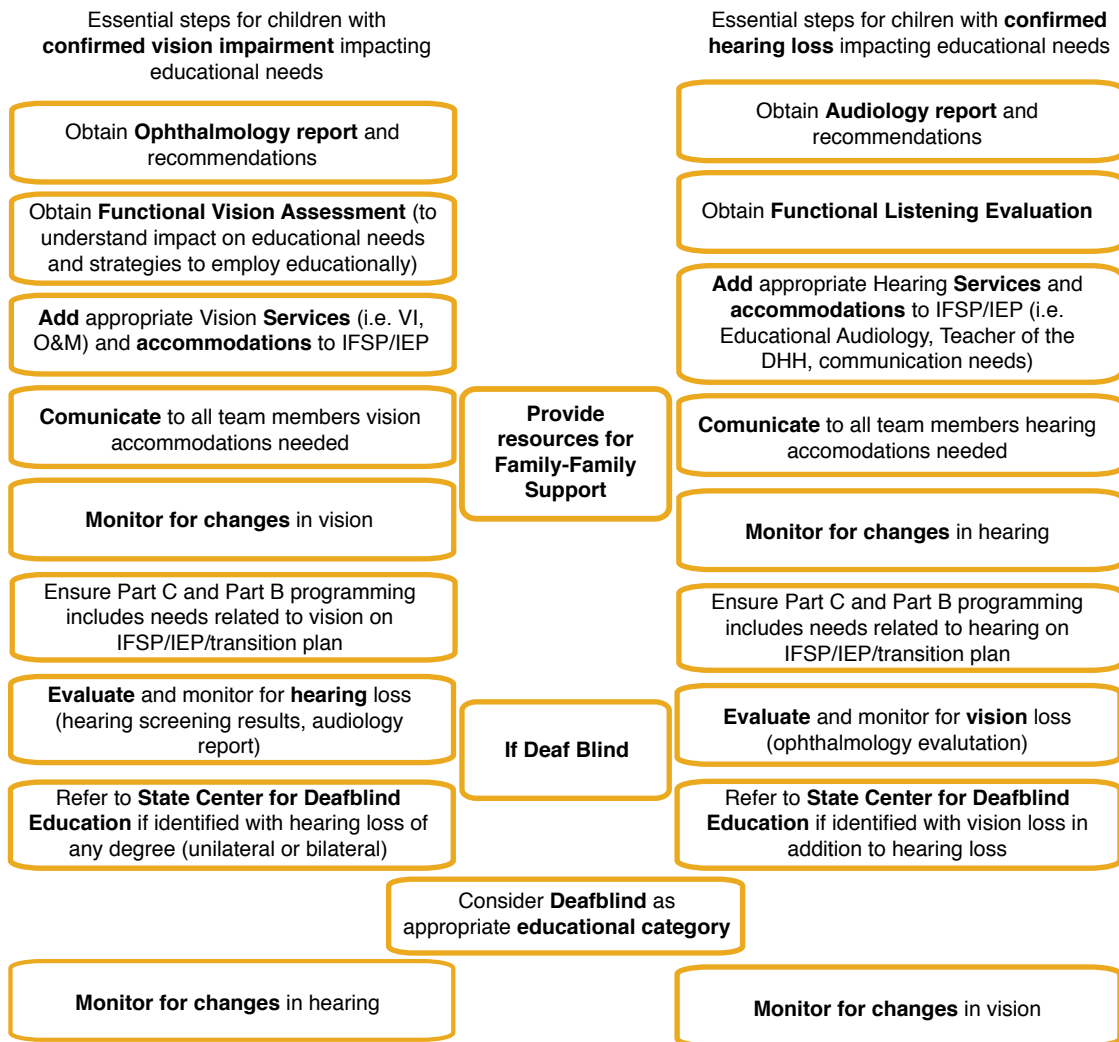 Essential steps for children with
confirmed vision impairment impacting
educational needs
Obtain Ophthalmology report and
recommendations
Obtain Functional Vision Assessment (to
understand impact on educational needs
and strategies to employ educationally)
Add appropriate Vision Services (i.e. VI,
O&M) and accommodations to IFSP/IEP
Comunicate to all team members vision
accommodations needed
Monitor for changes in vision
Ensure Part C and Part B programming
includes needs related to vision on
IFSP/IEP/transition plan
Evaluate and monitor for hearing loss
(hearing screening results, audiology
report)
Refer to State Center for Deafblind
Education if identified with hearing loss of
any degree (unilateral or bilateral)
Provide
resources for
Family-Family
Support
If Deaf Blind
Essential steps for chilren with confirmed
hearing loss impacting educational needs
Obtain Audiology report and
recommendations
Obtain Functional Listening Evaluation
Add appropriate Hearing Services and
accommodations to IFSP/IEP (i.e.
Educational Audiology, Teacher of the
DHH, communication needs)
Comunicate to all team members hearing
accomodations needed
Monitor for changes in hearing
Ensure Part C and Part B programming
includes needs related to hearing on
IFSP/IEP/transition plan
Evaluate and monitor for vision loss
(ophthalmology evalutation)
Refer to State Center for Deafblind
Education if identified with vision loss in
addition to hearing loss
Consider Deafblind as
appropriate educational category
Monitor for changes in hearing
Monitor for changes in vision